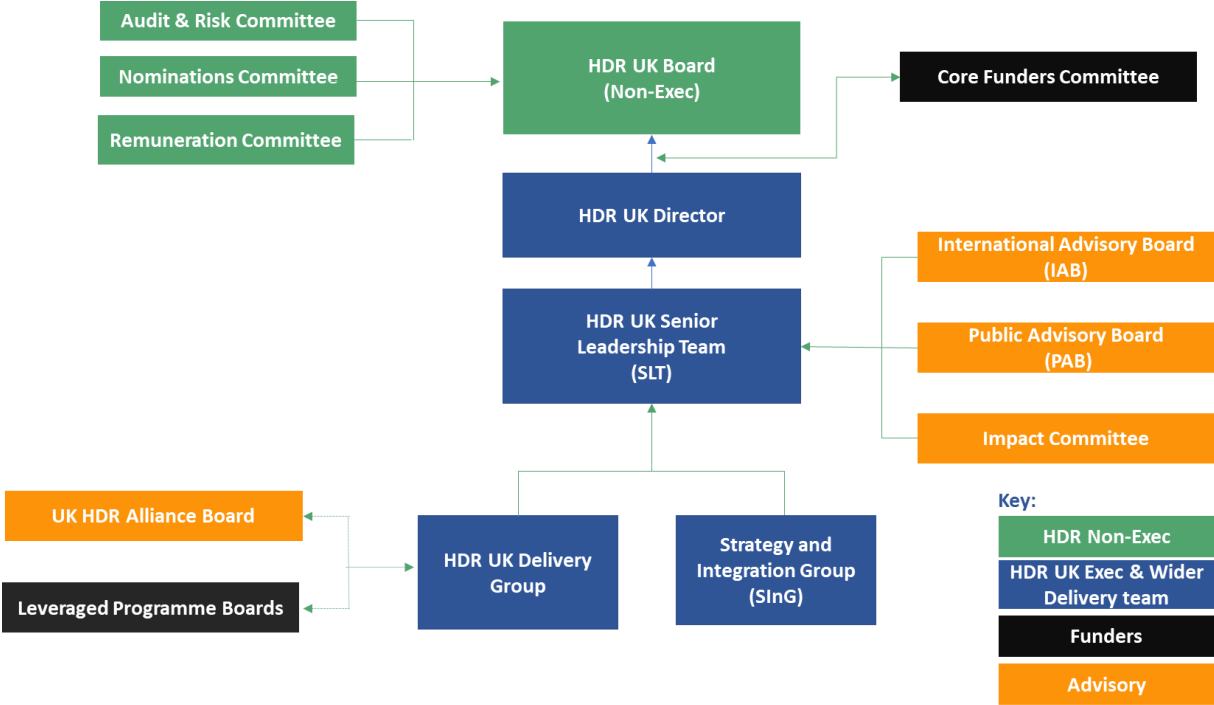 Audit & Risk Committee
Nominations Committee
Remuneration Committee
HDR UK Board
(Non-Exec)
Core Funders Committee
HDR UK Director
International Advisory Board
(IAB)
HDR UK Senior
Leadership Team
(SLT)
Public Advisory Board
(PAB)
Impact Committee
UK HDR Alliance Board
Leveraged Programme Boards
HDR UK Delivery
Group
Strategy and
Integration Group
(SInG)
Key:
HDR Non-Exec
HDR UK Exec & Wider
Delivery team
Funders
Advisory